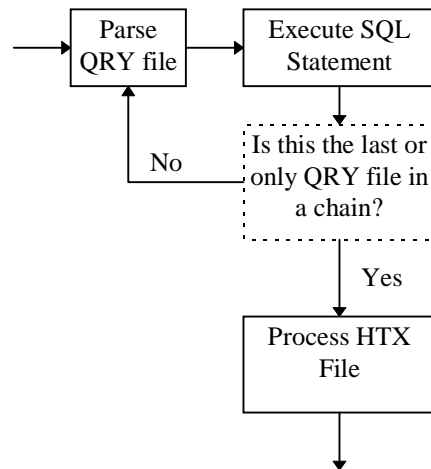 Parse
QRY file
Execute SQL
Statement
Is this the last or
only QRY file in
a chain?
No
Yes
Process HTX
File